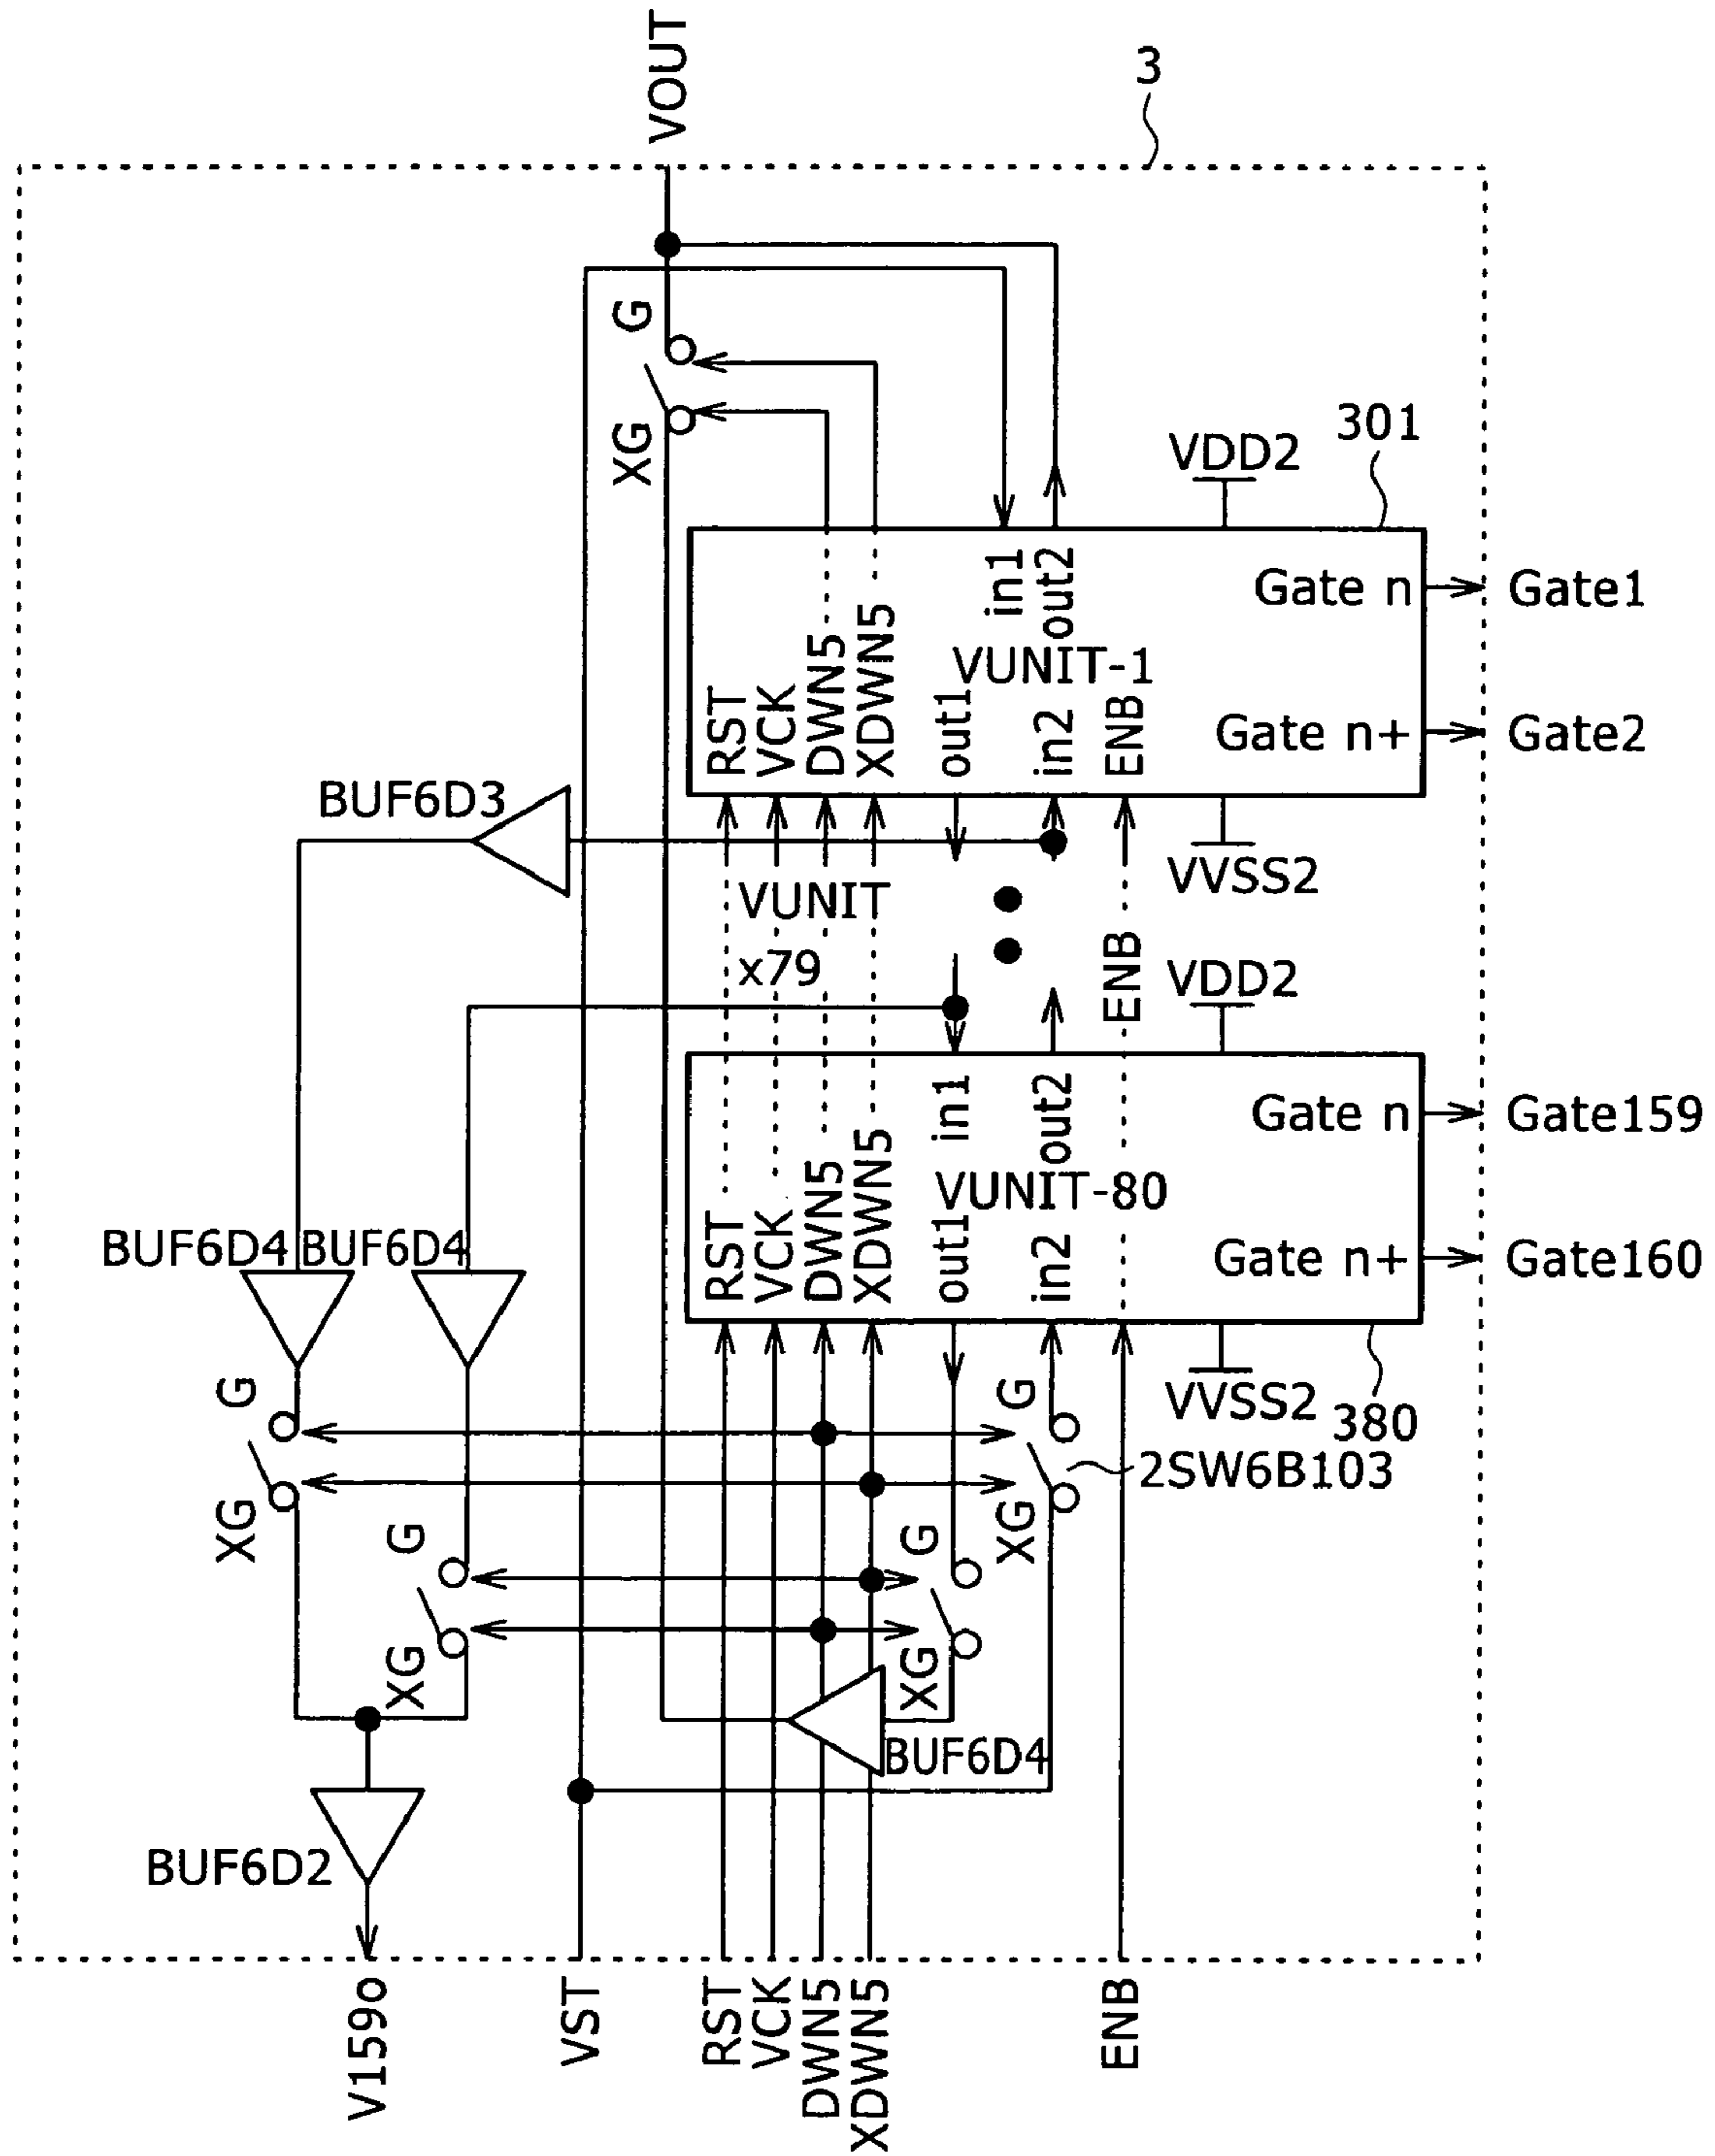 VOUT
3
G
XG
301
VDD2
in1
out2
Gate n
Gate1
RST
VCK
DWN5
XDWN5
VUNIT-1
out1
in2
ENB
Gate n+
Gate2
BUF6D3
VVSS2
VUNIT
x79
ENB
VDD2
in1
out2
Gate n
Gate159
RST
VCK
DWN5
XDWN5
VUNIT-80
out1
in2
Gate n+
Gate160
BUF6D4
BUF6D4
VVSS2
380
G
XG
G
XG
G
XG
G
XG
2SW6B103
BUF6D4
BUF6D2
V159o
VST
RST
VCK
DWN5
XDWN5
ENB